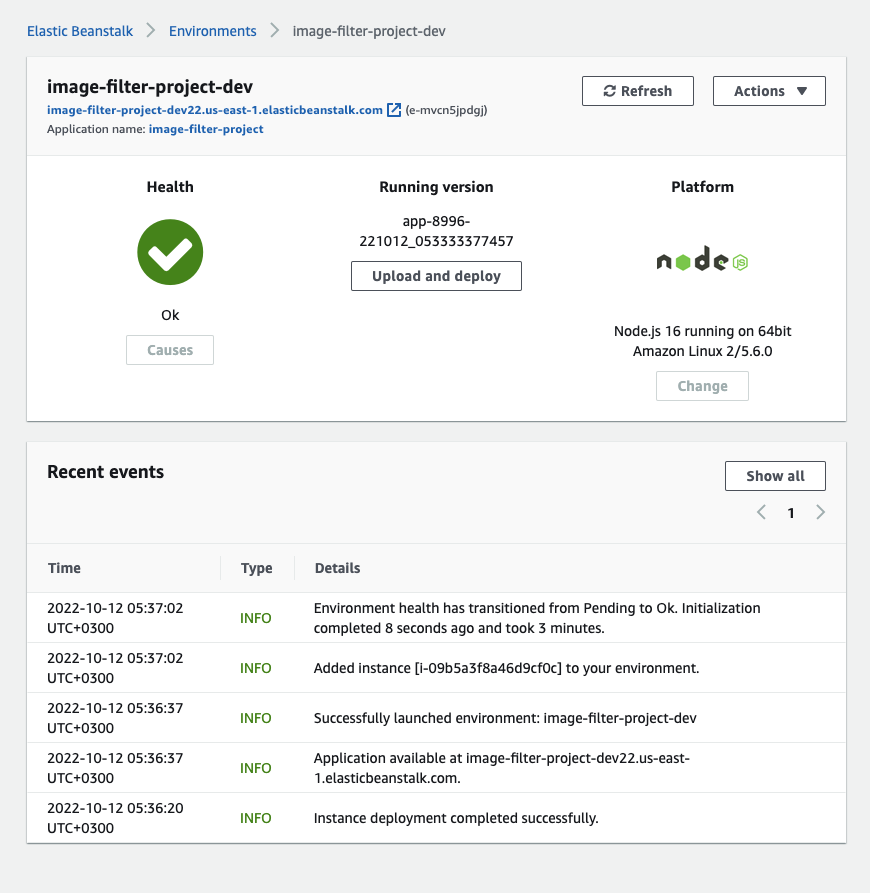 Elastic Beanstalk > Environments > image-filter-project-dev
image-filter-project-dev
image-filter-project-dev22.us-east-1.elasticbeanstalk.com (e-mvcn5jpdgj)
Application name: image-filter-project
Refresh
Actions
Health
Ok
Causes
Running version
app-8996-
221012_053333377457
Upload and deploy
Platform
node
JS
Node.js 16 running on 64bit
Amazon Linux 2/5.6.0
Change
Recent events
Show all
1
Time Type Details
2022-10-12 05:37:02
UTC+0300
INFO
Environment health has transitioned from Pending to Ok. Initialization
completed 8 seconds ago and took 3 minutes.
2022-10-12 05:37:02
UTC+0300
INFO
Added instance [i-09b5a3f8a46d9cf0c] to your environment.
2022-10-12 05:36:37
UTC+0300
INFO
Successfully launched environment: image-filter-project-dev
2022-10-12 05:36:37
UTC+0300
INFO
Application available at image-filter-project-dev22.us-east-
1.elasticbeanstalk.com.
2022-10-12 05:36:20
UTC+0300
INFO
Instance deployment completed successfully.